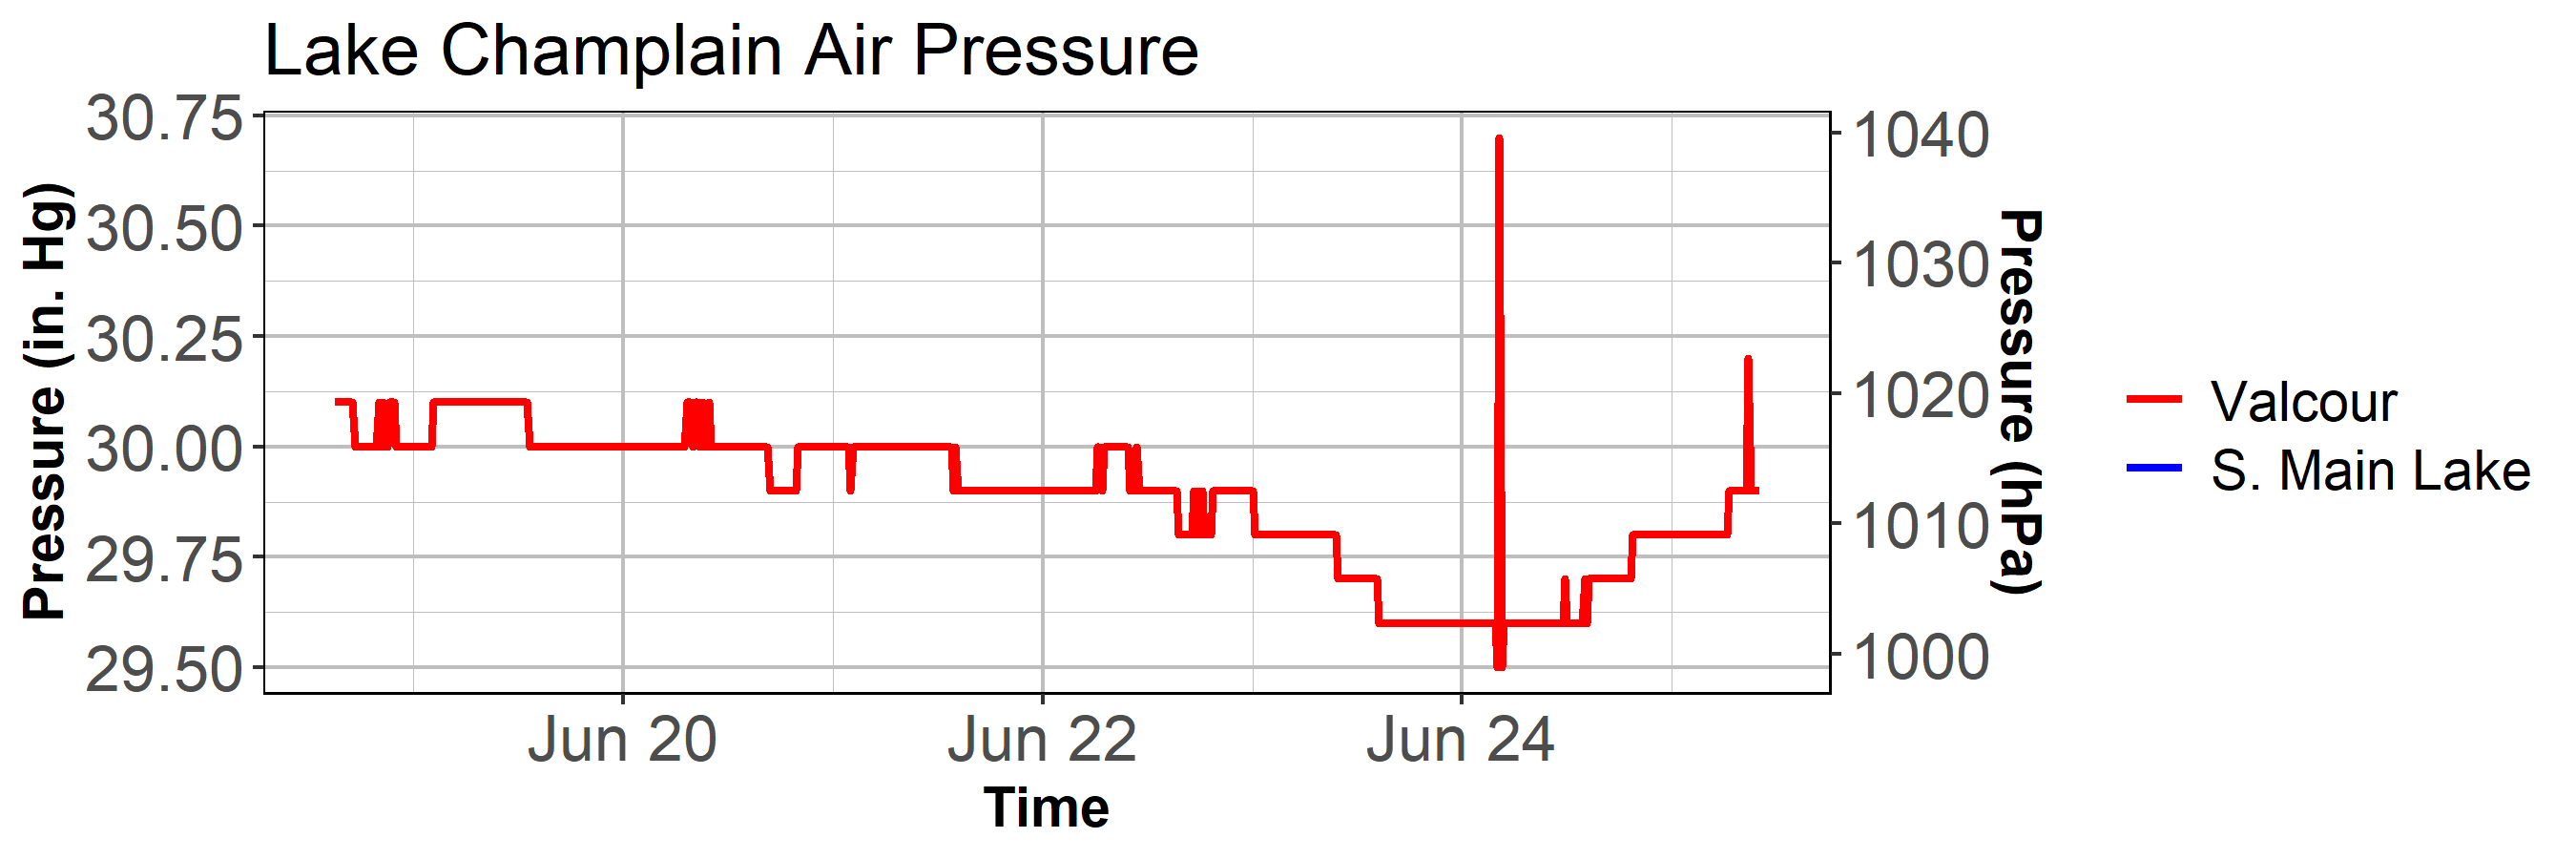 Lake Champlain Air Pressure
Pressure (in. Hg)
30.75
30.50
30.25
30.00
29.75
29.50
1040
1030
1020
1010
1000
Pressure (hPa)
Jun 20
Jun 22
Jun 24
Time
Valcour
S. Main Lake